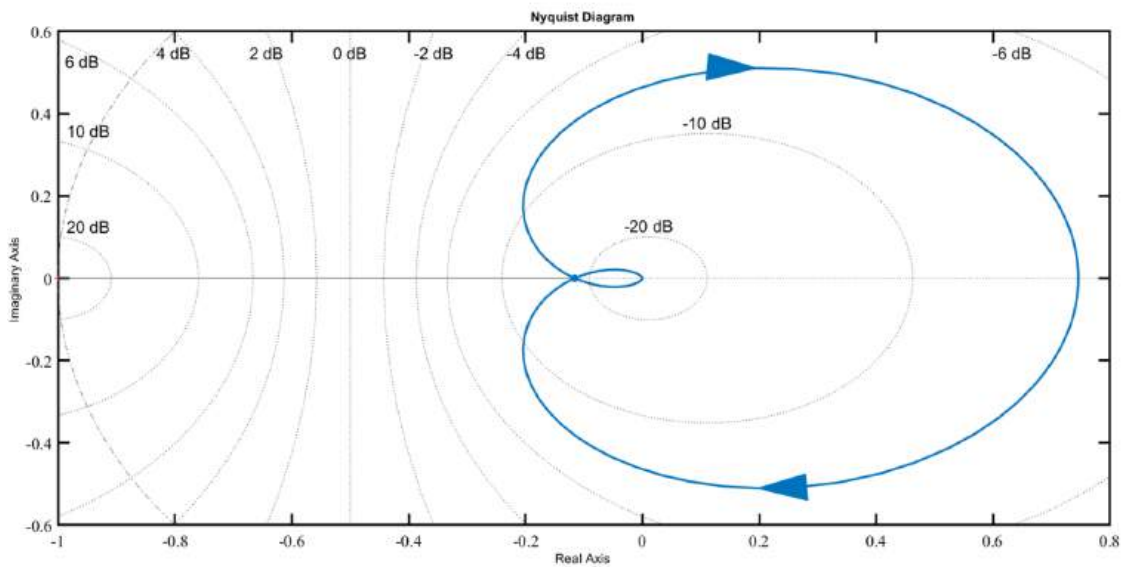 Nyquist Diagram
0.6
6 dB
4 dB
2 dB
0 dB
-2 dB
-4 dB
-6 dB
0.4
10 dB
-10 dB
0.2
20 dB
-20 dB
0
-0.2
-0.4
-0.6
Imaginary Axis
-1
-0.8
-0.6
-0.4
-0.2
0
0.2
0.4
0.6
0.8
Real Axis